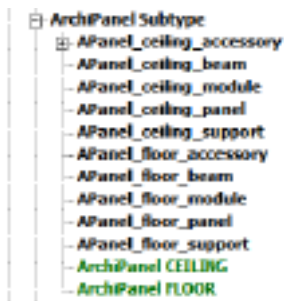 ArchiPanel Subtype
APanel_ceiling_accessory
APanel_ceiling_beam
APanel_ceiling_module
APanel_ceiling_panel
APanel_ceiling_support
APanel_floor_accessory
APanel_floor_beam
APanel_floor_module
APanel_floor_panel
APanel_floor_support
ArchiPanel CEILING
ArchiPanel FLOOR